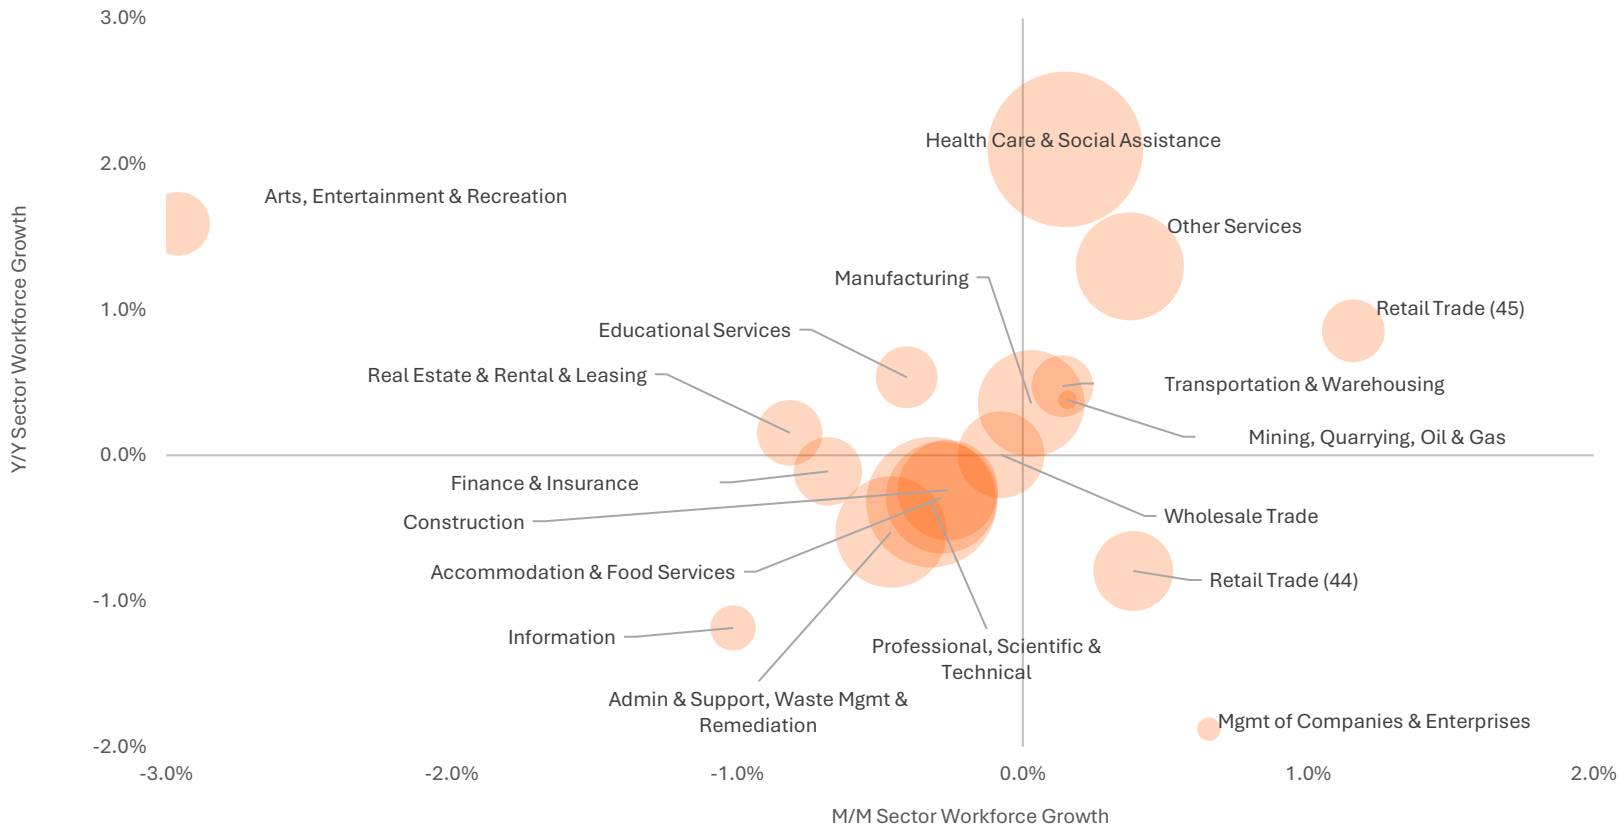 3.0%
Health Care & Social Assistance
2.0%
Arts, Entertainment & Recreation
Other Services
Manufacturing
1.0%
Retail Trade (45)
Educational Services
Real Estate & Rental & Leasing
Transportation & Warehousing
Mining, Quarrying, Oil & Gas
0.0%
Finance & Insurance
Construction
Wholesale Trade
Accommodation & Food Services
Retail Trade (44)
-1.0%
Information
Professional, Scientific &
Technical
Admin & Support, Waste Mgmt &
Remediation
Mgmt of Companies & Enterprises
-2.0%
-3.0%
-2.0%
-1.0%
0.0%
1.0%
2.0%
M/M Sector Workforce Growth
Y/Y Sector Workforce Growth